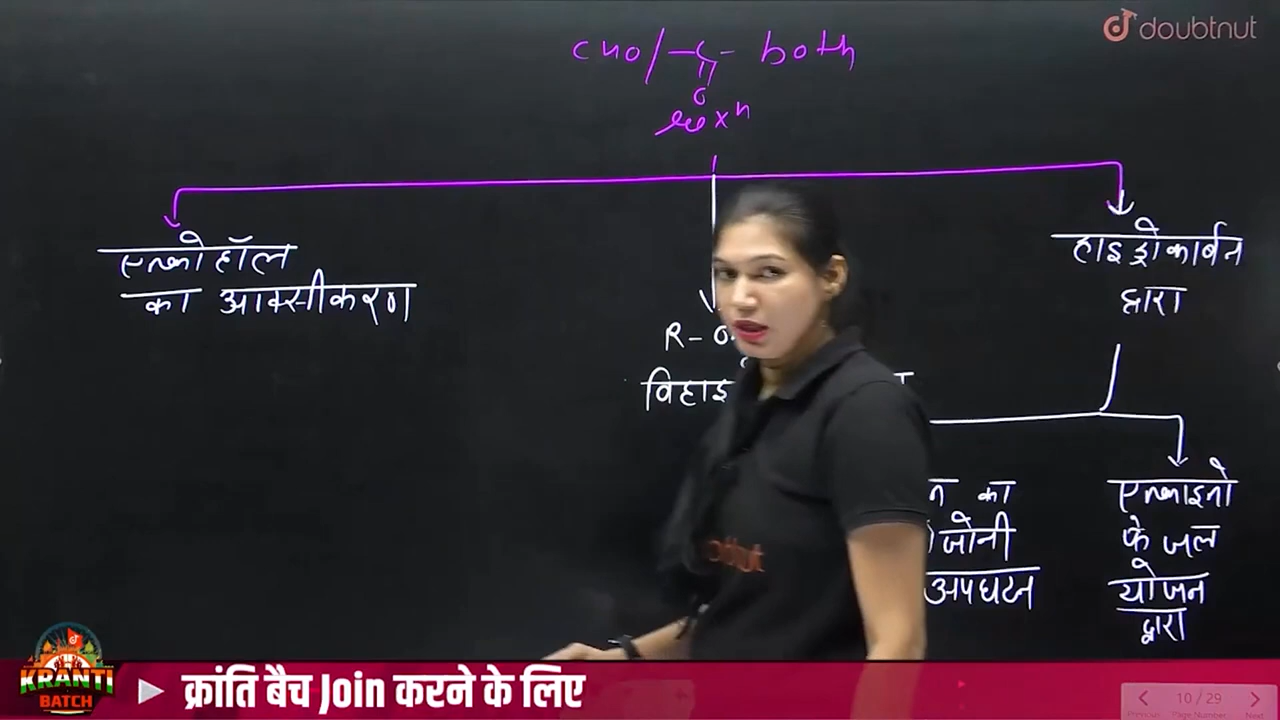 doubtnut
CHO/ -C- both
O
rex^n
एल्कोहॉल
का आक्सीकरण
R-O
विहाइ
हाइड्रोकार्बन
द्वारा
न का
जोनी
अपघटन
एल्काइनो
के जल
योजन
द्वारा
KRANTI
BATCH
क्रांति बैच Join करने के लिए
10 / 29